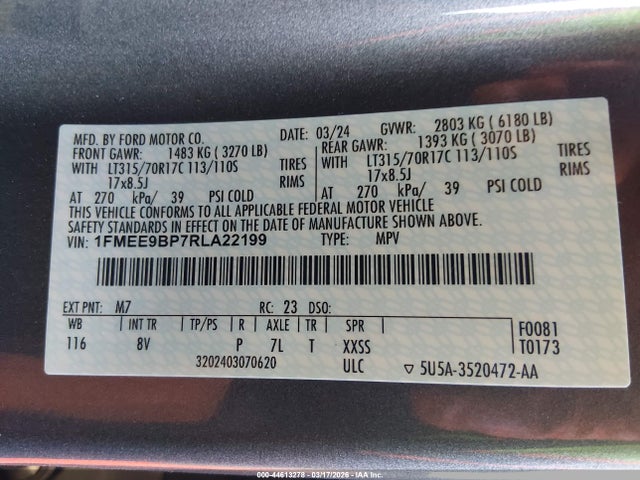 MFD. BY FORD MOTOR CO. DATE: 03/24 GVWR: 2803 KG ( 6180 LB)
FRONT GAWR: 1483 KG ( 3270 LB) REAR GAWR: 1393 KG ( 3070 LB)
WITH LT315/70R17C 113/110S TIRES WITH LT315/70R17C 113/110S TIRES
17x8.5J RIMS 17x8.5J RIMS
AT 270 kPa/ 39 PSI COLD AT 270 kPa/ 39 PSI COLD
THIS VEHICLE CONFORMS TO ALL APPLICABLE FEDERAL MOTOR VEHICLE
SAFETY STANDARDS IN EFFECT ON THE DATE OF MANUFACTURE SHOWN ABOVE.
VIN: 1FMEE9BP7RLA22199 TYPE: MPV
EXT PNT: M7 RC: 23 DSO:
WB INT TR TP/PS R AXLE TR SPR F0081
116 8V P 7L T XXSS T0173
3202403070620 ULC ▽ 5U5A-3520472-AA
000-44613278 - 03/17/2026 - IAA Inc.